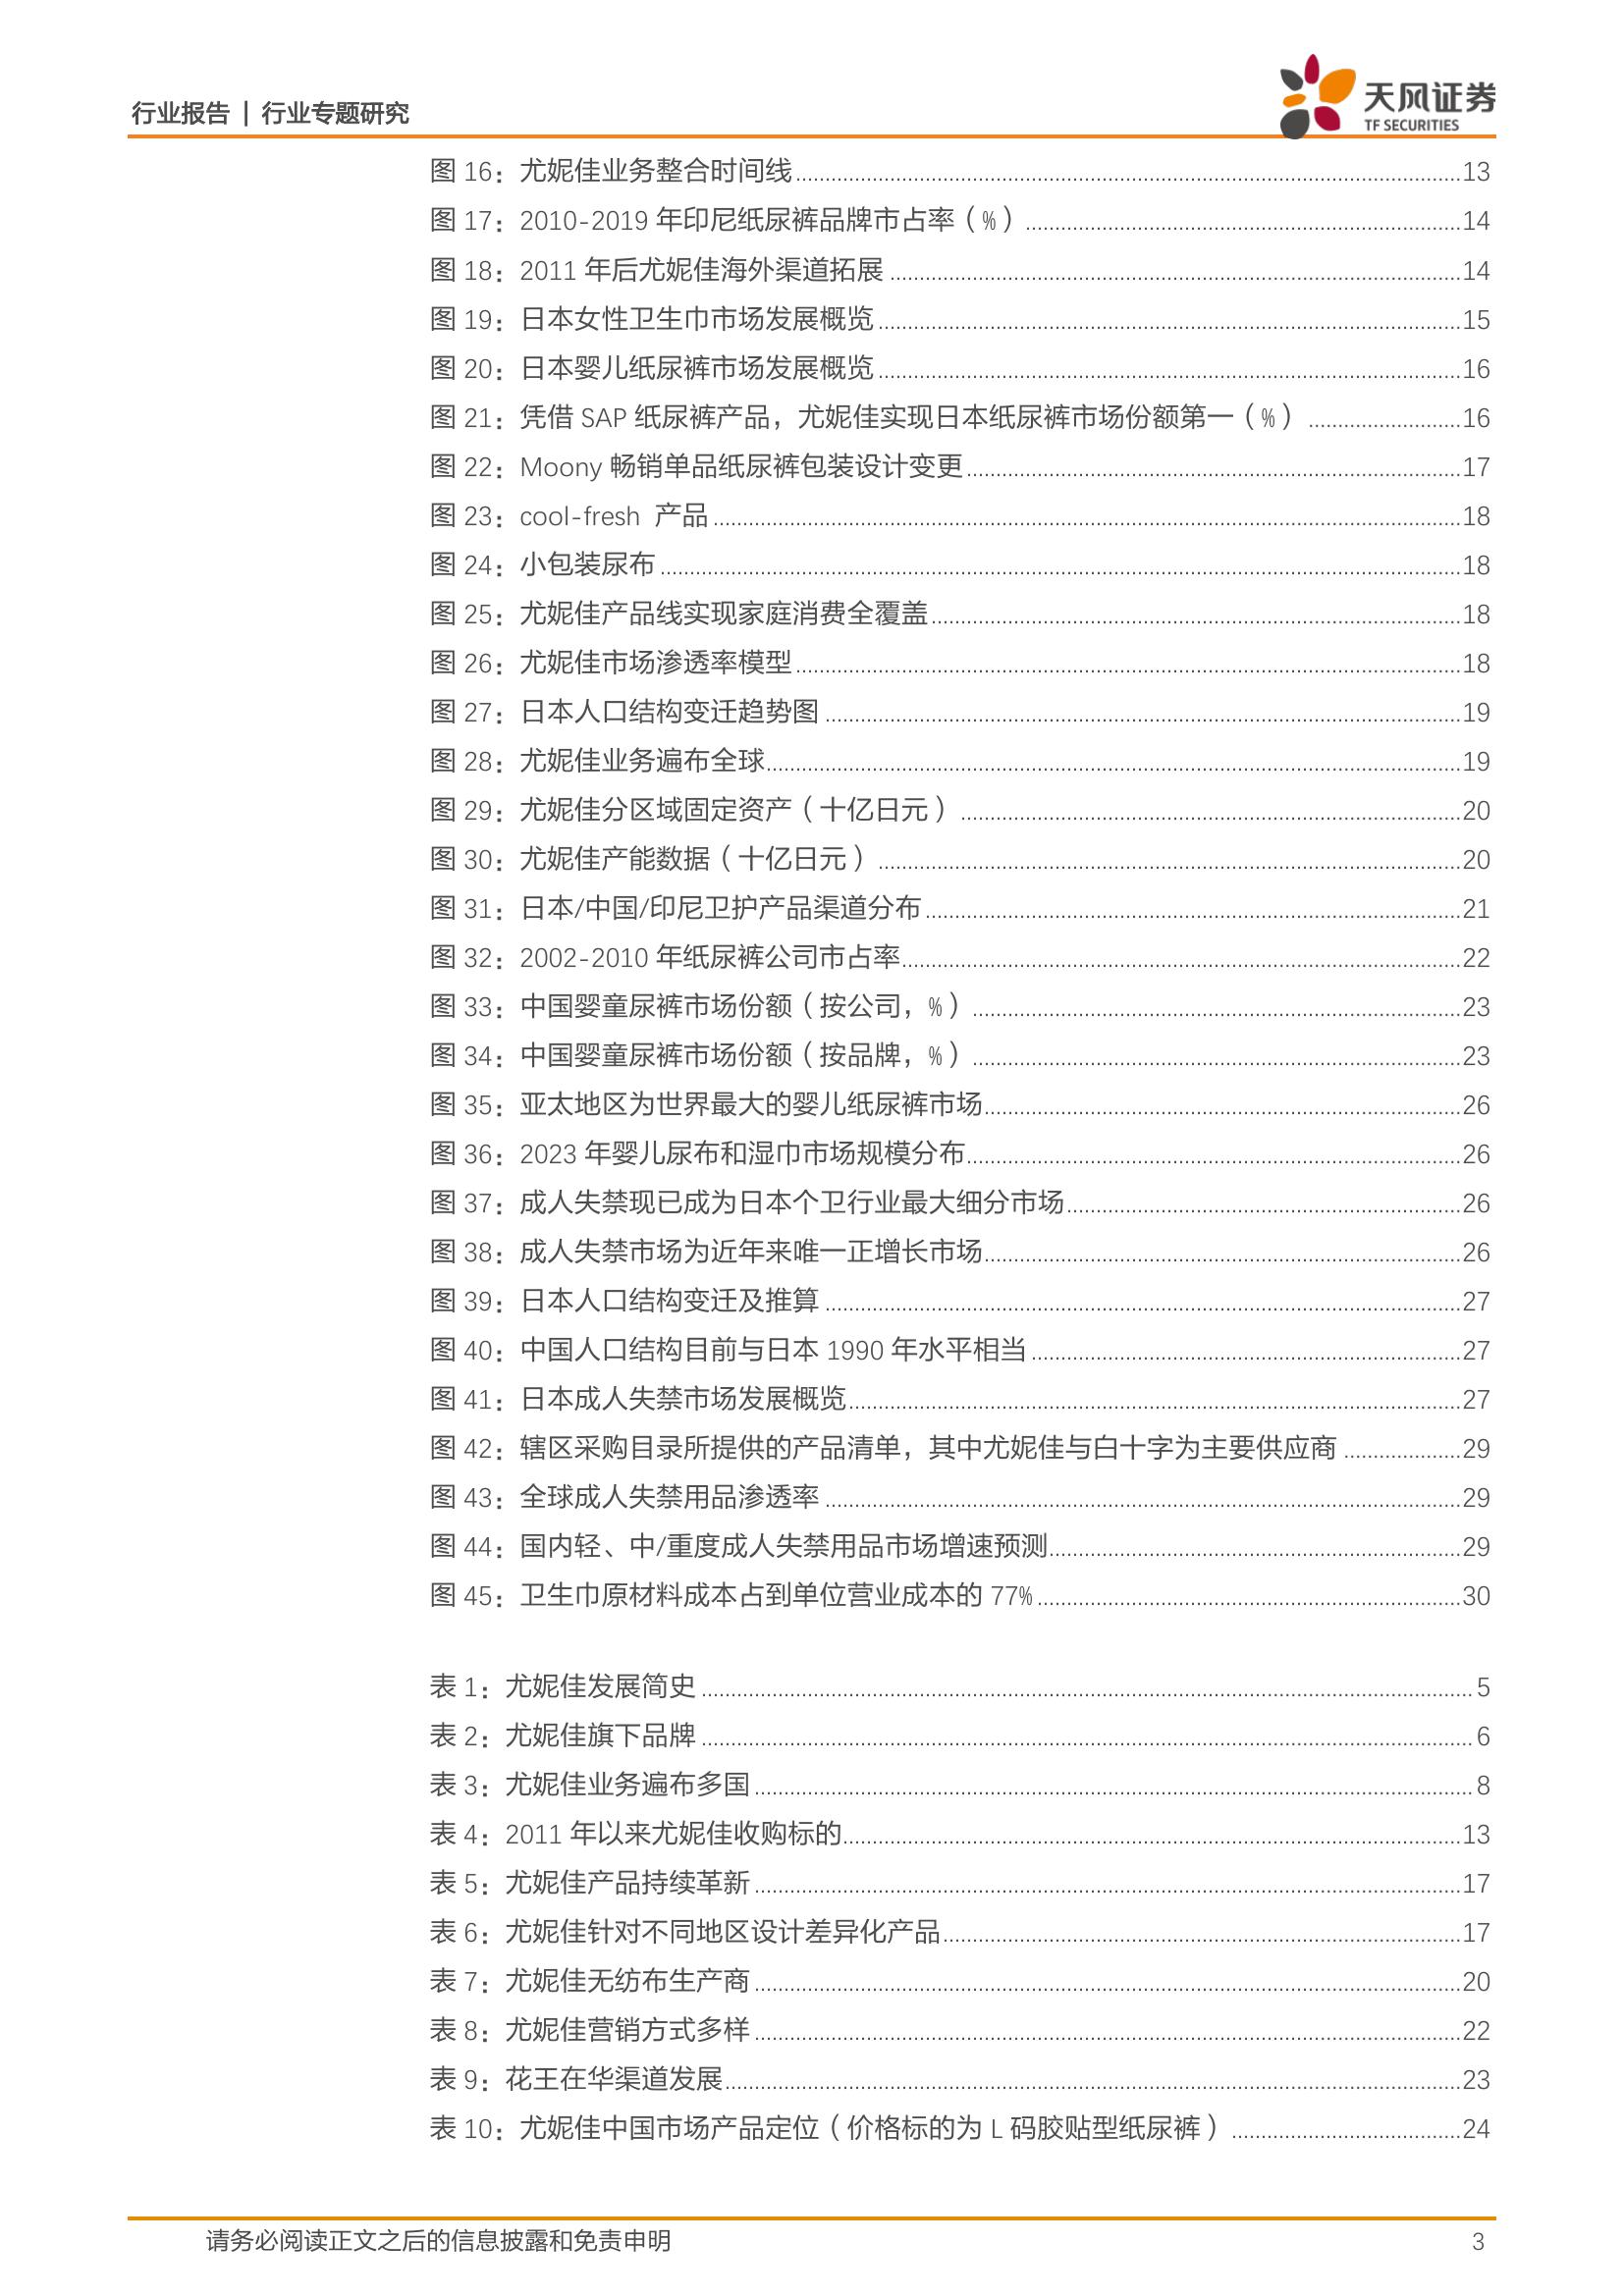 行业报告 | 行业专题研究
天风证券
TF SECURITIES
图 16：尤妮佳业务整合时间线 13
图 17：2010-2019 年印尼纸尿裤品牌市占率（%） 14
图 18：2011 年后尤妮佳海外渠道拓展 14
图 19：日本女性卫生巾市场发展概览 15
图 20：日本婴儿纸尿裤市场发展概览 16
图 21：凭借 SAP 纸尿裤产品，尤妮佳实现日本纸尿裤市场份额第一（%） 16
图 22：Moony 畅销单品纸尿裤包装设计变更 17
图 23：cool-fresh 产品 18
图 24：小包装尿布 18
图 25：尤妮佳产品线实现家庭消费全覆盖 18
图 26：尤妮佳市场渗透率模型 18
图 27：日本人口结构变迁趋势图 19
图 28：尤妮佳业务遍布全球 19
图 29：尤妮佳分区域固定资产（十亿日元） 20
图 30：尤妮佳产能数据（十亿日元） 20
图 31：日本/中国/印尼卫护产品渠道分布 21
图 32：2002-2010 年纸尿裤公司市占率 22
图 33：中国婴童尿裤市场份额（按公司，%） 23
图 34：中国婴童尿裤市场份额（按品牌，%） 23
图 35：亚太地区为世界最大的婴儿纸尿裤市场 26
图 36：2023 年婴儿尿布和湿巾市场规模分布 26
图 37：成人失禁现已成为日本个卫行业最大细分市场 26
图 38：成人失禁市场为近年来唯一正增长市场 26
图 39：日本人口结构变迁及推算 27
图 40：中国人口结构目前与日本 1990 年水平相当 27
图 41：日本成人失禁市场发展概览 27
图 42：辖区采购目录所提供的产品清单，其中尤妮佳与白十字为主要供应商 29
图 43：全球成人失禁用品渗透率 29
图 44：国内轻、中/重度成人失禁用品市场增速预测 29
图 45：卫生巾原材料成本占到单位营业成本的 77% 30
表 1：尤妮佳发展简史 5
表 2：尤妮佳旗下品牌 6
表 3：尤妮佳业务遍布多国 8
表 4：2011 年以来尤妮佳收购标的 13
表 5：尤妮佳产品持续革新 17
表 6：尤妮佳针对不同地区设计差异化产品 17
表 7：尤妮佳无纺布生产商 20
表 8：尤妮佳营销方式多样 22
表 9：花王在华渠道发展 23
表 10：尤妮佳中国市场产品定位（价格标的为 L 码胶贴型纸尿裤） 24
请务必阅读正文之后的信息披露和免责申明 3